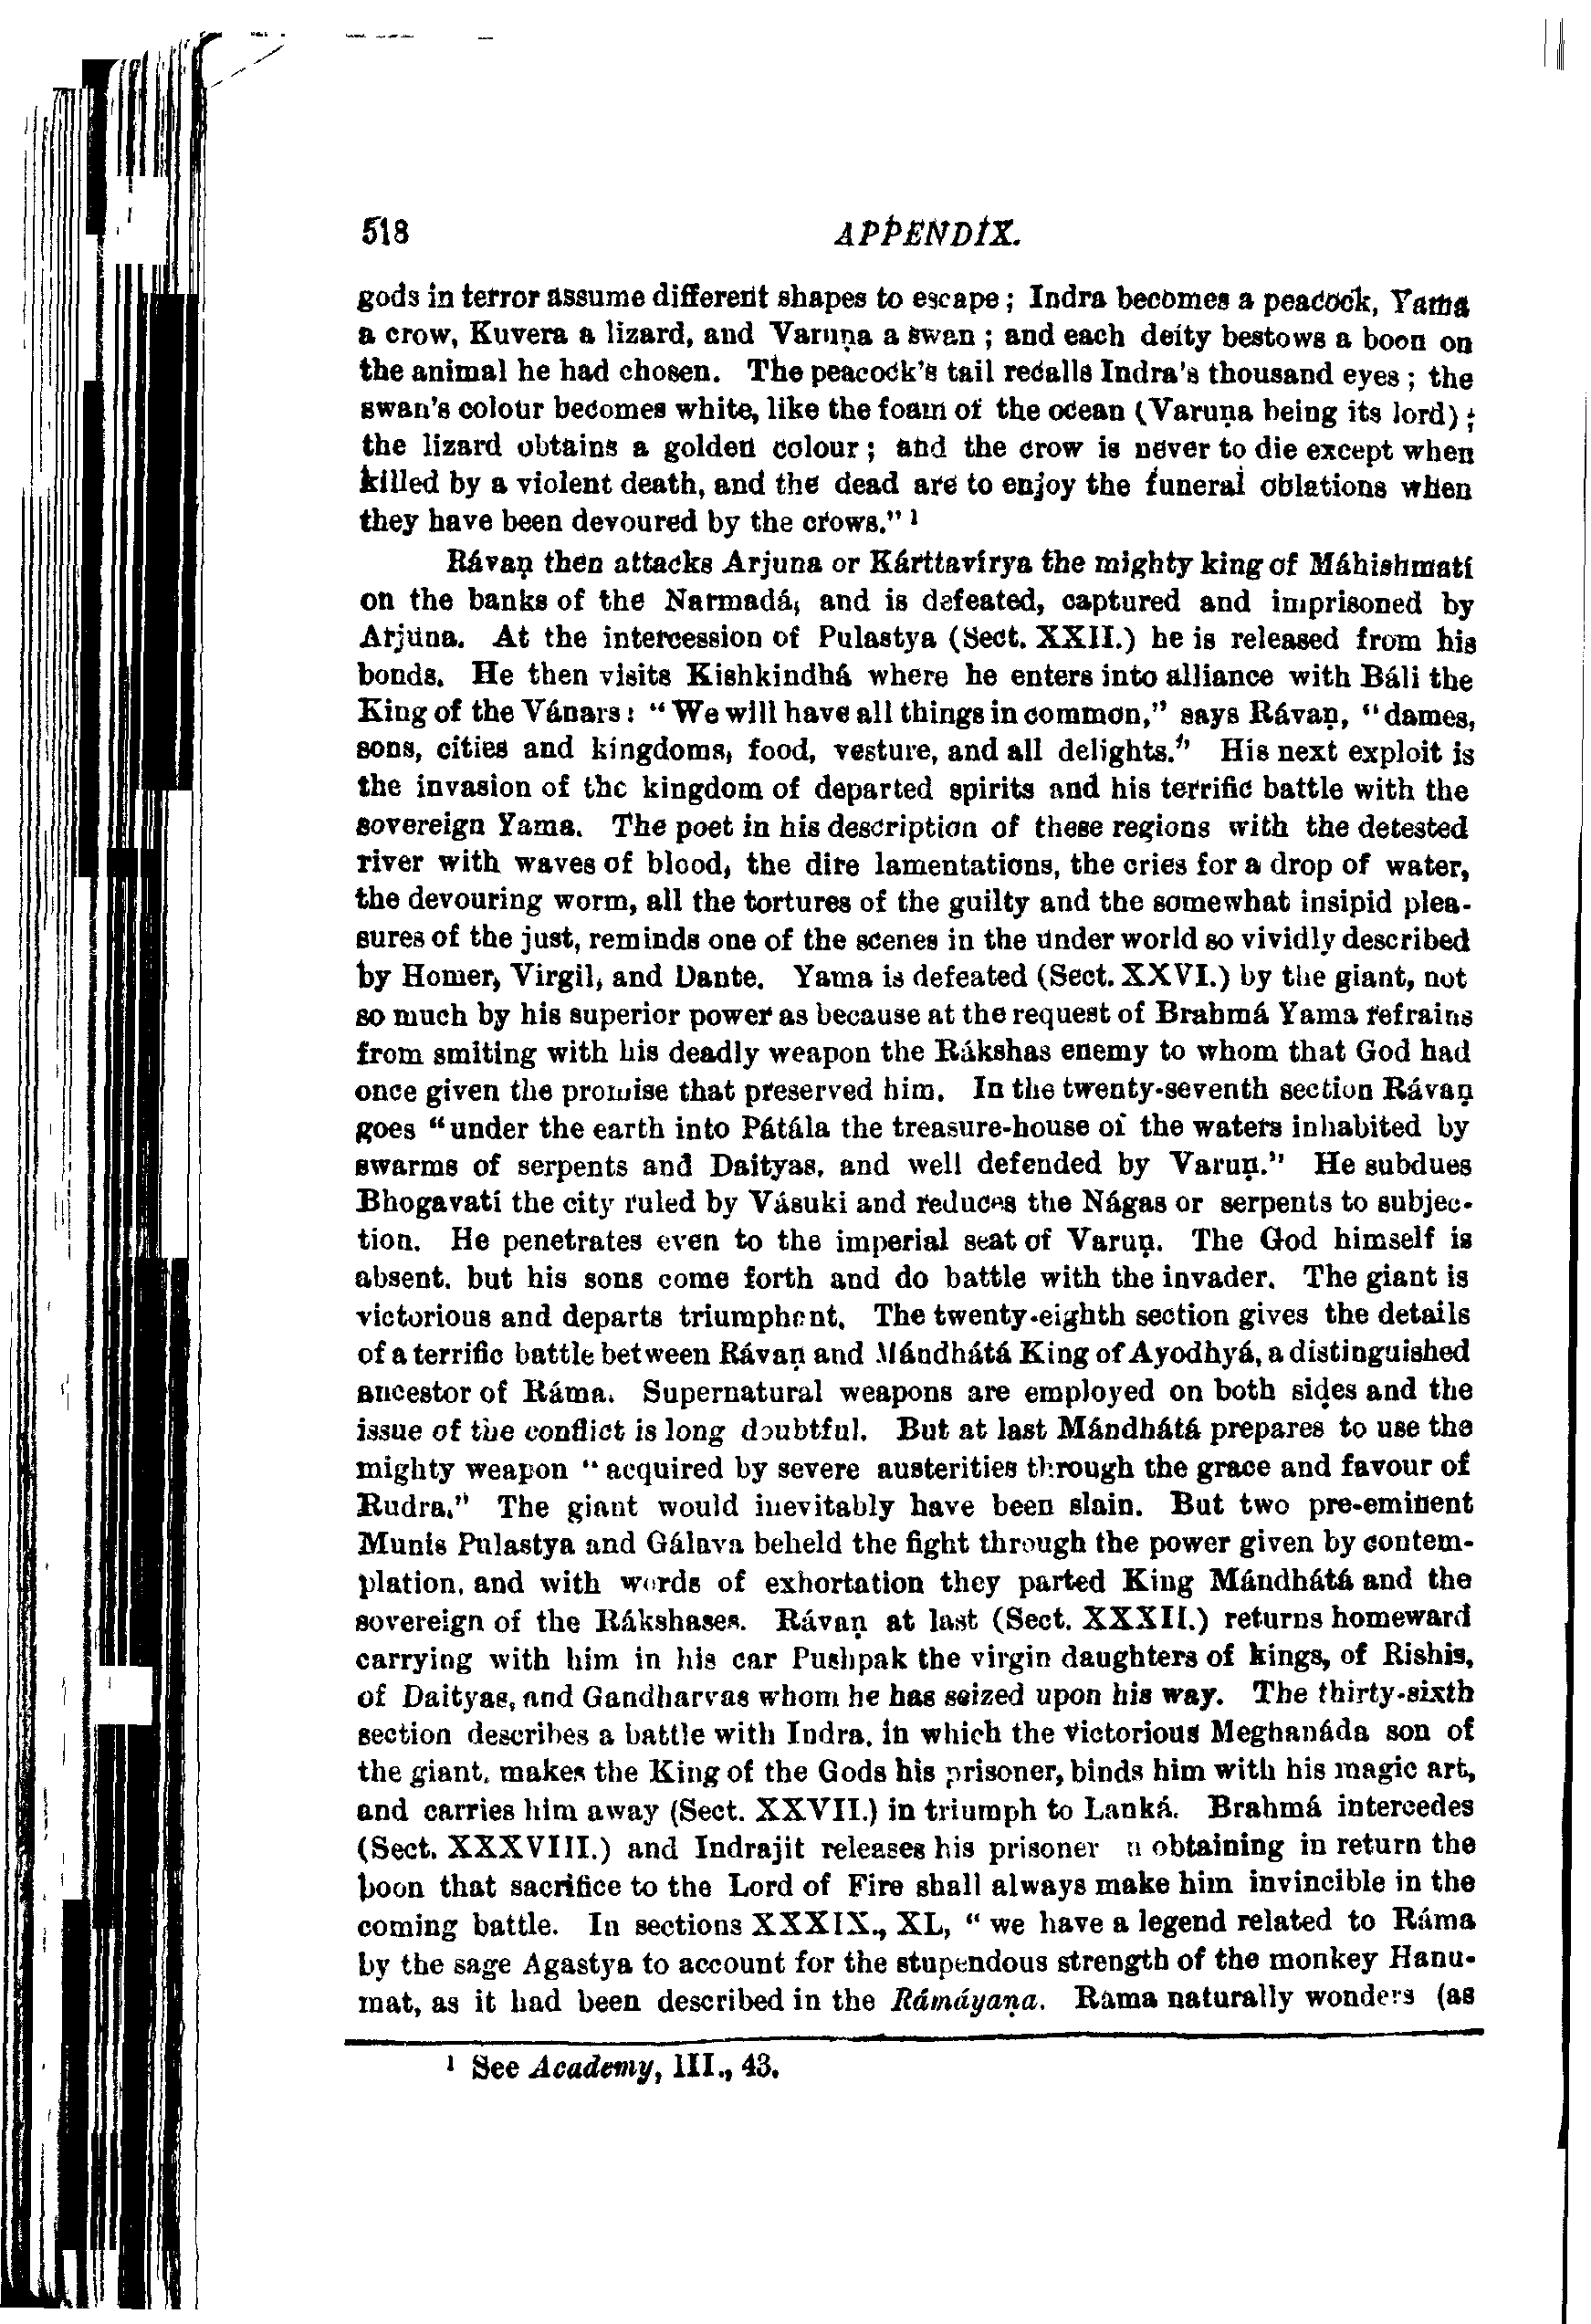 518 APPENDIX.
gods in terror assume different shapes to escape ; Indra becomes a peacock, Yama
a crow, Kuvera a lizard, and Varuṇa a swan ; and each deity bestows a boon on
the animal he had chosen. The peacock's tail recalls Indra's thousand eyes ; the
swan's colour becomes white, like the foam of the ocean (Varuṇa being its lord) ;
the lizard obtains a golden colour ; and the crow is never to die except when
killed by a violent death, and the dead are to enjoy the funeral oblations when
they have been devoured by the crows." ¹
Rávaṇ then attacks Arjuna or Kárttavírya the mighty king of Máhishmatí
on the banks of the Narmadá, and is defeated, captured and imprisoned by
Arjuna. At the intercession of Pulastya (Sect. XXII.) he is released from his
bonds. He then visits Kishkindhá where he enters into alliance with Báli the
King of the Vánars : "We will have all things in common," says Rávaṇ, "dames,
sons, cities and kingdoms, food, vesture, and all delights." His next exploit is
the invasion of the kingdom of departed spirits and his terrific battle with the
sovereign Yama. The poet in his description of these regions with the detested
river with waves of blood, the dire lamentations, the cries for a drop of water,
the devouring worm, all the tortures of the guilty and the somewhat insipid plea-
sures of the just, reminds one of the scenes in the under world so vividly described
by Homer, Virgil, and Dante. Yama is defeated (Sect. XXVI.) by the giant, not
so much by his superior power as because at the request of Brahmá Yama refrains
from smiting with his deadly weapon the Rákshas enemy to whom that God had
once given the promise that preserved him. In the twenty-seventh section Rávaṇ
goes "under the earth into Pátála the treasure-house of the waters inhabited by
swarms of serpents and Daityas, and well defended by Varuṇ." He subdues
Bhogavatí the city ruled by Vásuki and reduces the Nágas or serpents to subjec-
tion. He penetrates even to the imperial seat of Varuṇ. The God himself is
absent. but his sons come forth and do battle with the invader. The giant is
victorious and departs triumphant. The twenty-eighth section gives the details
of a terrific battle between Rávaṇ and Mándhátá King of Ayodhyá, a distinguished
ancestor of Ráma. Supernatural weapons are employed on both sides and the
issue of the conflict is long doubtful. But at last Mándhátá prepares to use the
mighty weapon "acquired by severe austerities through the grace and favour of
Rudra." The giant would inevitably have been slain. But two pre-eminent
Munis Pulastya and Gálava beheld the fight through the power given by contem-
plation, and with words of exhortation they parted King Mándhátá and the
sovereign of the Rákshases. Rávaṇ at last (Sect. XXXII.) returns homeward
carrying with him in his car Pushpak the virgin daughters of kings, of Rishis,
of Daityas, and Gandharvas whom he has seized upon his way. The thirty-sixth
section describes a battle with Indra, in which the victorious Meghanáda son of
the giant, makes the King of the Gods his prisoner, binds him with his magic art,
and carries him away (Sect. XXVII.) in triumph to Lanká. Brahmá intercedes
(Sect. XXXVIII.) and Indrajit releases his prisoner n obtaining in return the
boon that sacrifice to the Lord of Fire shall always make him invincible in the
coming battle. In sections XXXIX., XL, "we have a legend related to Ráma
by the sage Agastya to account for the stupendous strength of the monkey Hanu-
mat, as it had been described in the Rámáyaṇa. Rama naturally wonders (as
¹ See Academy, III., 43.